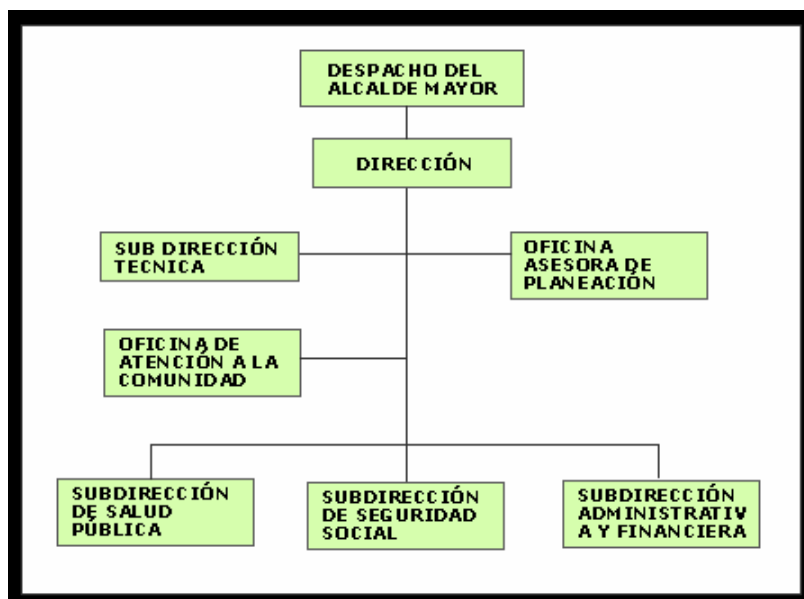 DESPACHO DEL
ALCALDE MAYOR
DIRECCIÓN
SUB DIRECCIÓN
TECNICA
OFICINA
ASESORA DE
PLANEACIÓN
OFICINA DE
ATENCIÓN A LA
COMUNIDAD
SUBDIRECCIÓN
DE SALUD
PÚBLICA
SUBDIRECCIÓN
DE SEGURIDAD
SOCIAL
SUBDIRECCIÓN
ADMINISTRATIV
A Y FINANCIERA